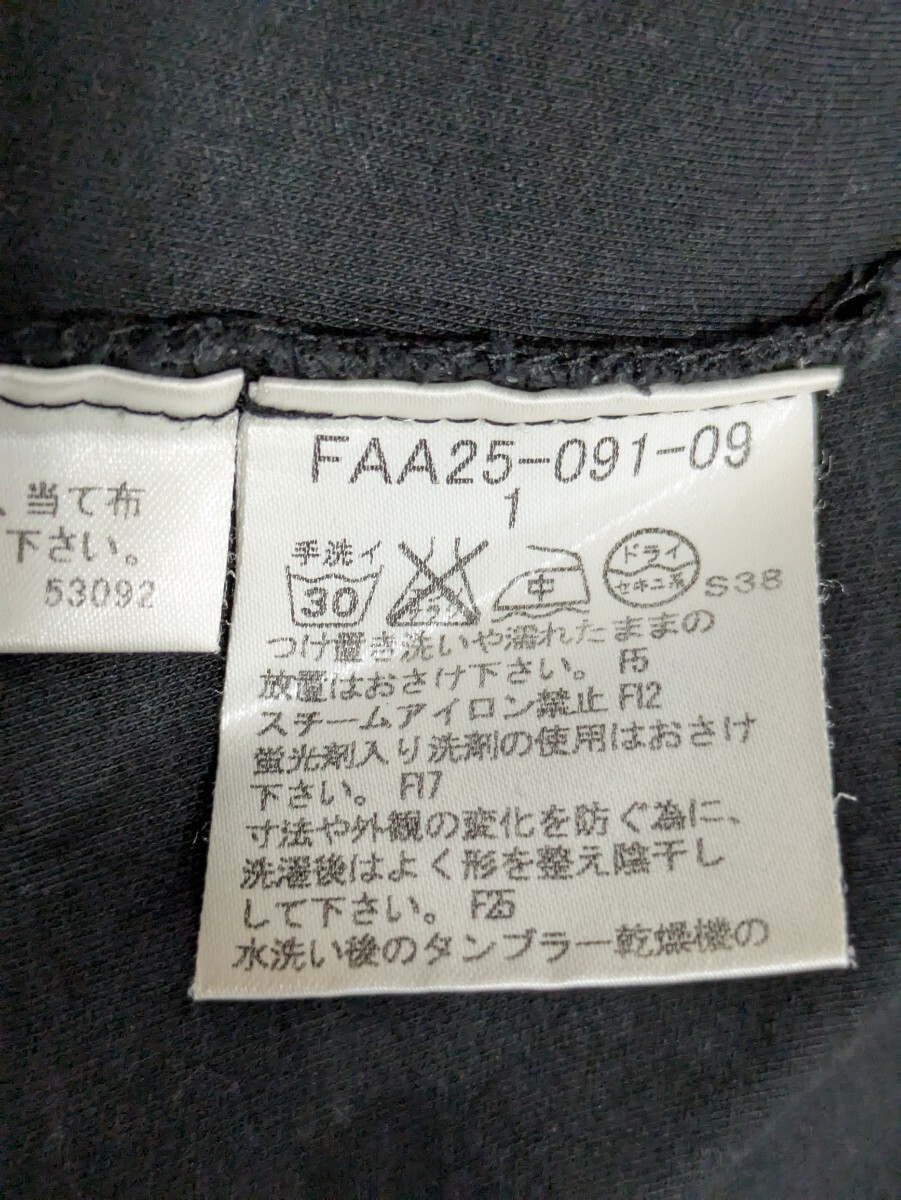 、当て布
下さい。
53092
FAA25-091-09
1
手洗イ
30
中
ドライ
セキユ系
S38
つけ置き洗いや濡れたままの
放置はおさけ下さい。 F5
スチームアイロン禁止 F12
蛍光剤入り洗剤の使用はおさけ
下さい。 F17
寸法や外観の変化を防ぐ為に、
洗濯後はよく形を整え陰干し
して下さい。 F25
水洗い後のタンブラー乾燥機の